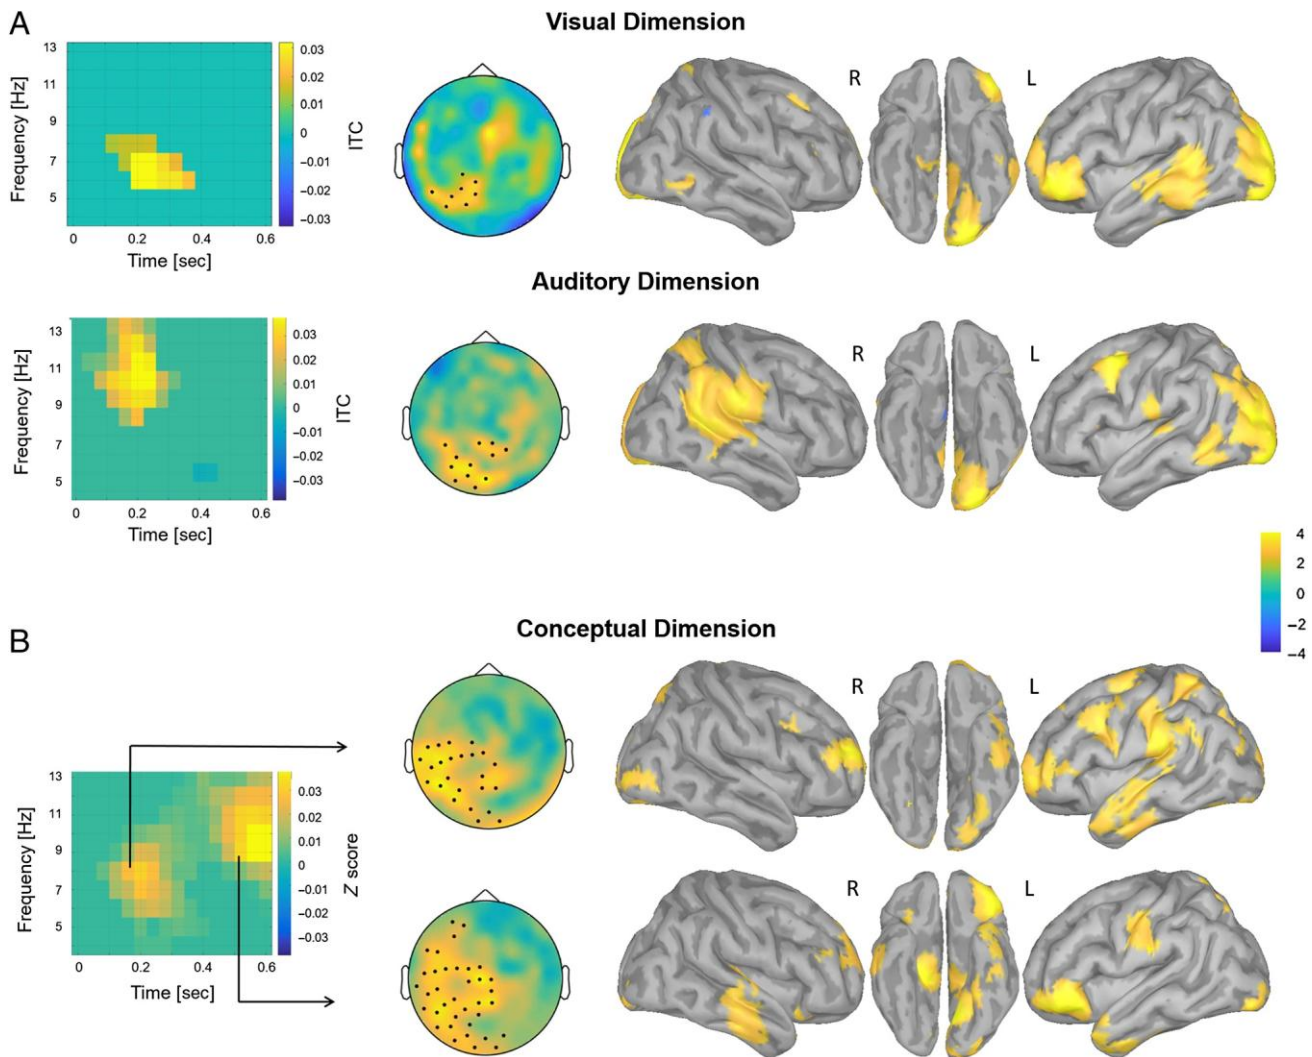 A
Visual Dimension
13
11
9
7
5
Frequency [Hz]
0
0.2
0.4
0.6
Time [sec]
0.03
0.02
0.01
0
−0.01
−0.02
−0.03
ITC
R
L
Auditory Dimension
13
11
9
7
5
Frequency [Hz]
0
0.2
0.4
0.6
Time [sec]
0.03
0.02
0.01
0
−0.01
−0.02
−0.03
ITC
R
L
4
2
0
−2
−4
B
Conceptual Dimension
R
L
13
11
9
7
5
Frequency [Hz]
0
0.2
0.4
0.6
Time [sec]
0.03
0.02
0.01
0
−0.01
−0.02
−0.03
Z score
R
L